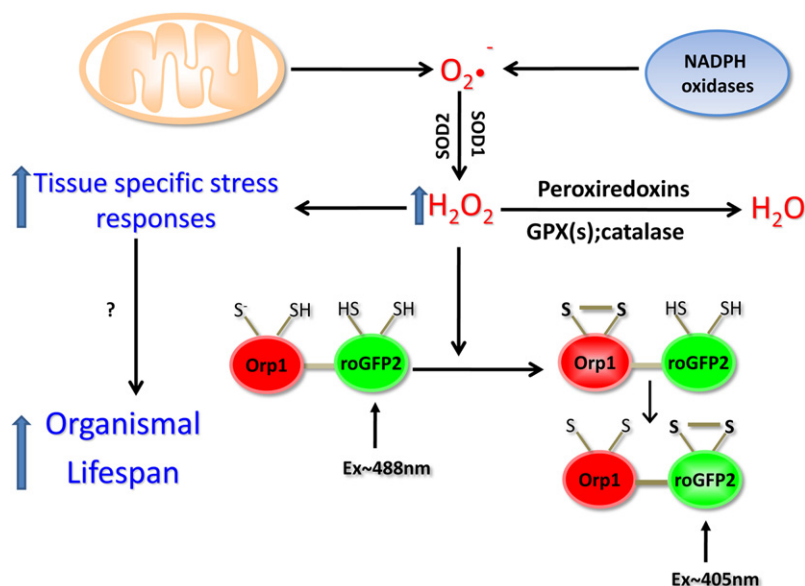 O₂•⁻
NADPH
oxidases
SOD2
SOD1
Tissue specific stress
responses
H₂O₂
Peroxiredoxins
GPX(s);catalase
H₂O
?
S⁻ SH HS SH
Orp1 roGFP2
S S HS SH
Orp1 roGFP2
Organismal
Lifespan
Ex~488nm
S S S S
Orp1 roGFP2
Ex~405nm